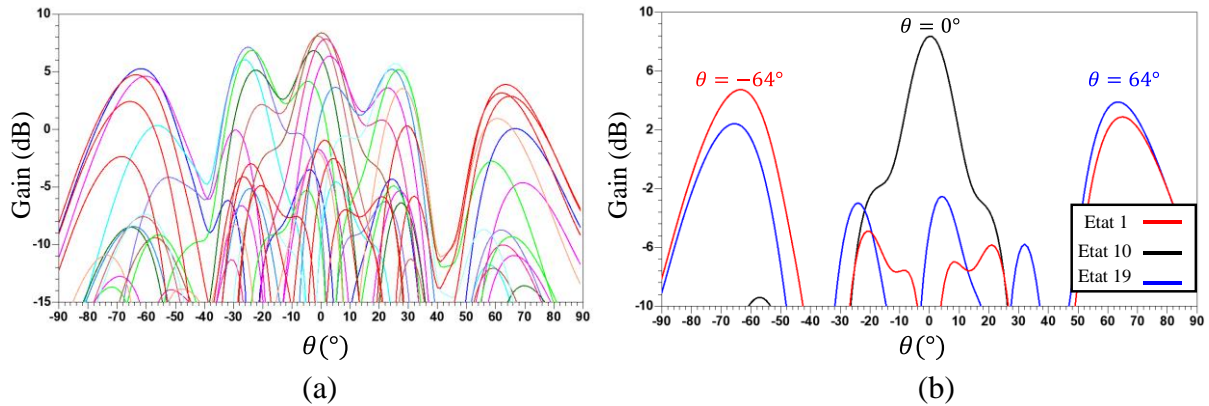 10
5
0
-5
-10
-15
Gain (dB)
-90 -80 -70 -60 -50 -40 -30 -20 -10 0 10 20 30 40 50 60 70 80 90
θ(°)
(a)
10
6
2
-2
-6
-10
Gain (dB)
θ = −64°
θ = 0°
θ = 64°
Etat 1
Etat 10
Etat 19
-90 -80 -70 -60 -50 -40 -30 -20 -10 0 10 20 30 40 50 60 70 80 90
θ(°)
(b)